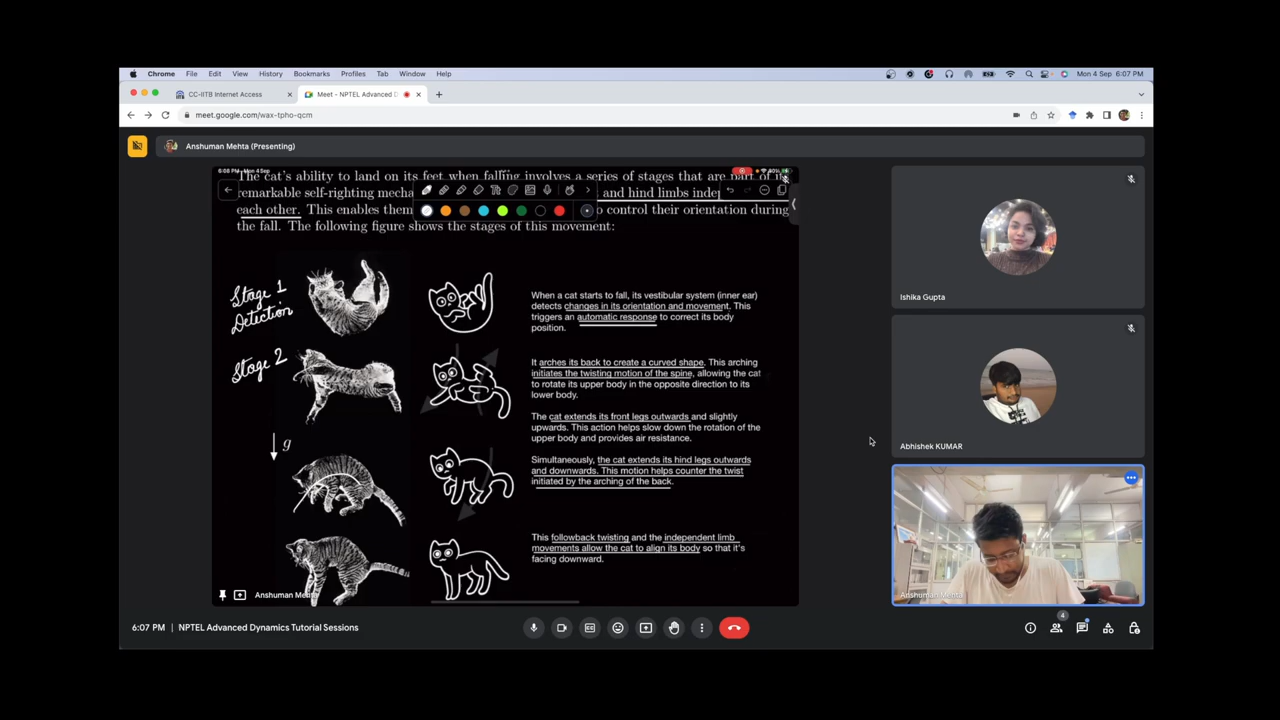 Chrome File Edit View History Bookmarks Profiles Tab Window Help Mon 4 Sep 6:07 PM
CC-IITB Internet Access Meet - NPTEL Advanced D
meet.google.com/wax-tpho-qcm
Anshuman Mehta (Presenting)
6:08 PM Mon 4 Sep
The cat's ability to land on its feet when falling involves a series of stages that are part of
remarkable self-righting mecha and hind limbs indep
each other. This enables them o control their orientation during
the fall. The following figure shows the stages of this movement:
Stage 1
Detection
When a cat starts to fall, its vestibular system (inner ear)
detects changes in its orientation and movement. This
triggers an automatic response to correct its body
position.
Stage 2
It arches its back to create a curved shape. This arching
initiates the twisting motion of the spine, allowing the cat
to rotate its upper body in the opposite direction to its
lower body.
The cat extends its front legs outwards and slightly
upwards. This action helps slow down the rotation of the
upper body and provides air resistance.
g
Simultaneously, the cat extends its hind legs outwards
and downwards. This motion helps counter the twist
initiated by the arching of the back.
This followback twisting and the independent limb
movements allow the cat to align its body so that it's
facing downward.
Anshuman Mehta
Ishika Gupta
Abhishek KUMAR
Anshuman Mehta
6:07 PM | NPTEL Advanced Dynamics Tutorial Sessions
4